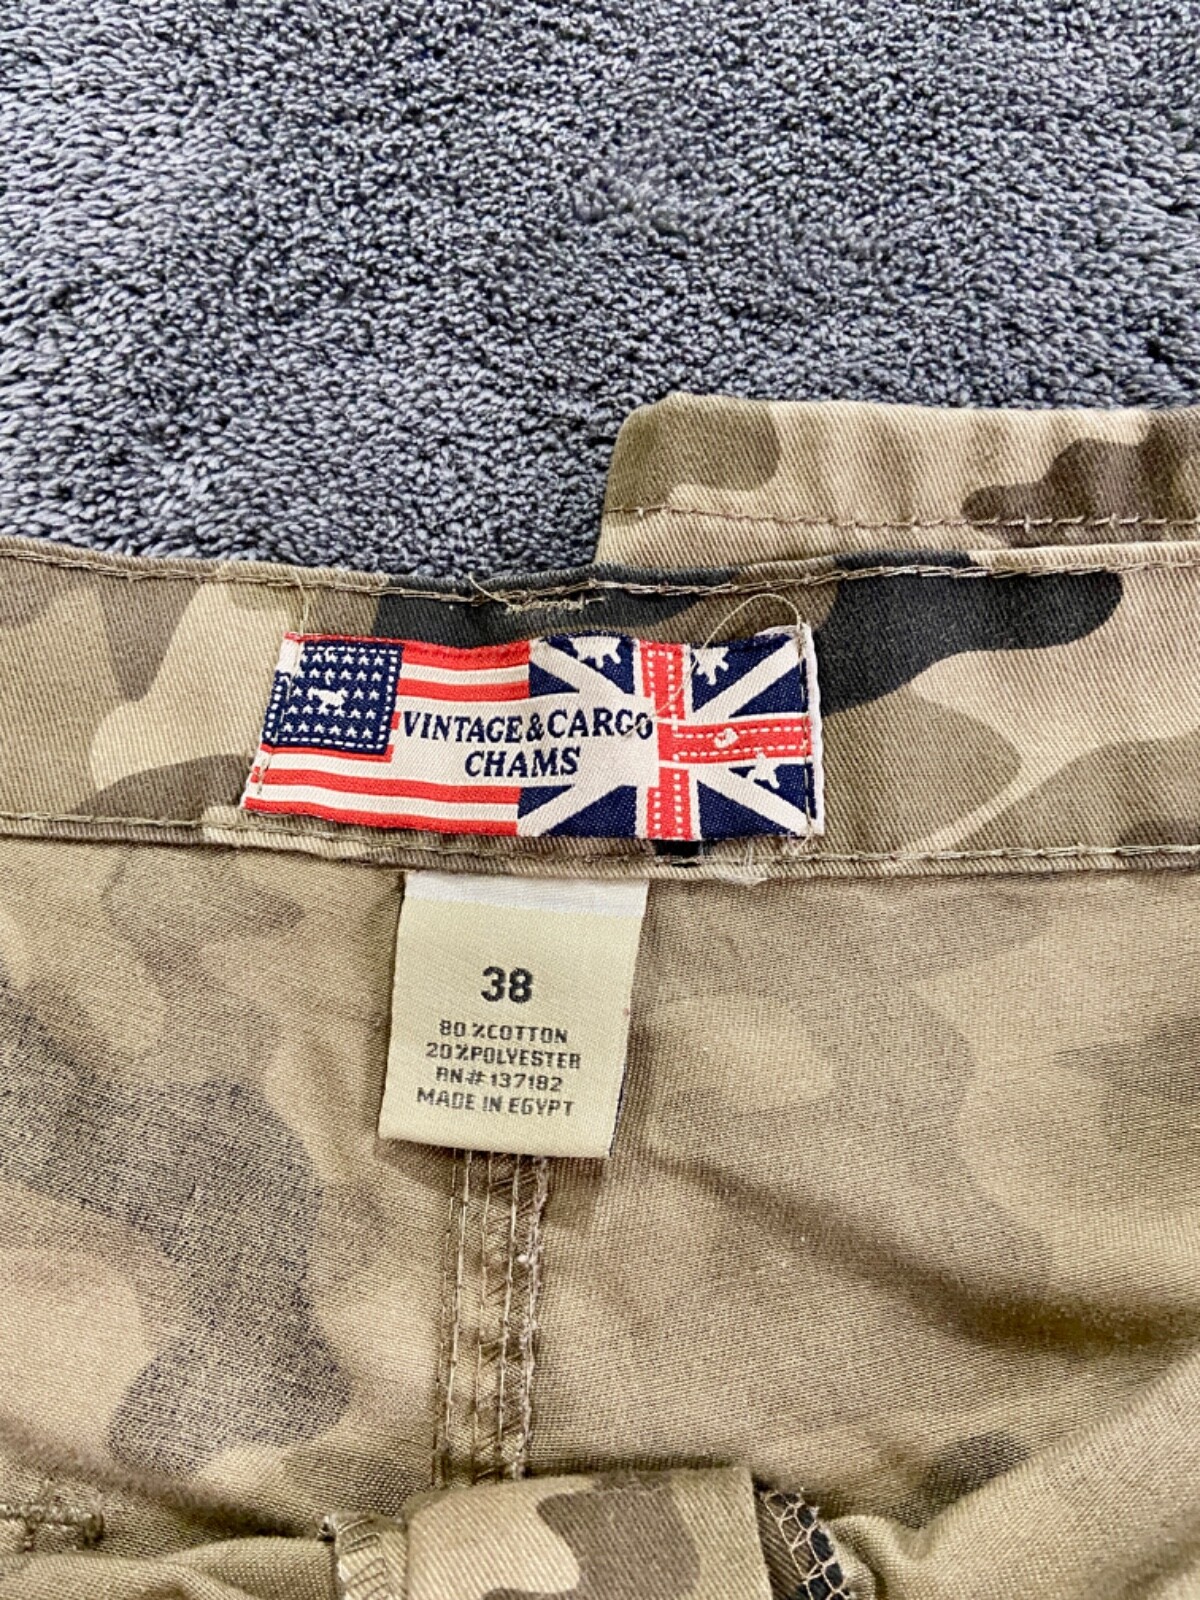 VINTAGE & CARGO
CHAMS
38
80 %COTTON
20%POLYESTER
RN# 137182
MADE IN EGYPT